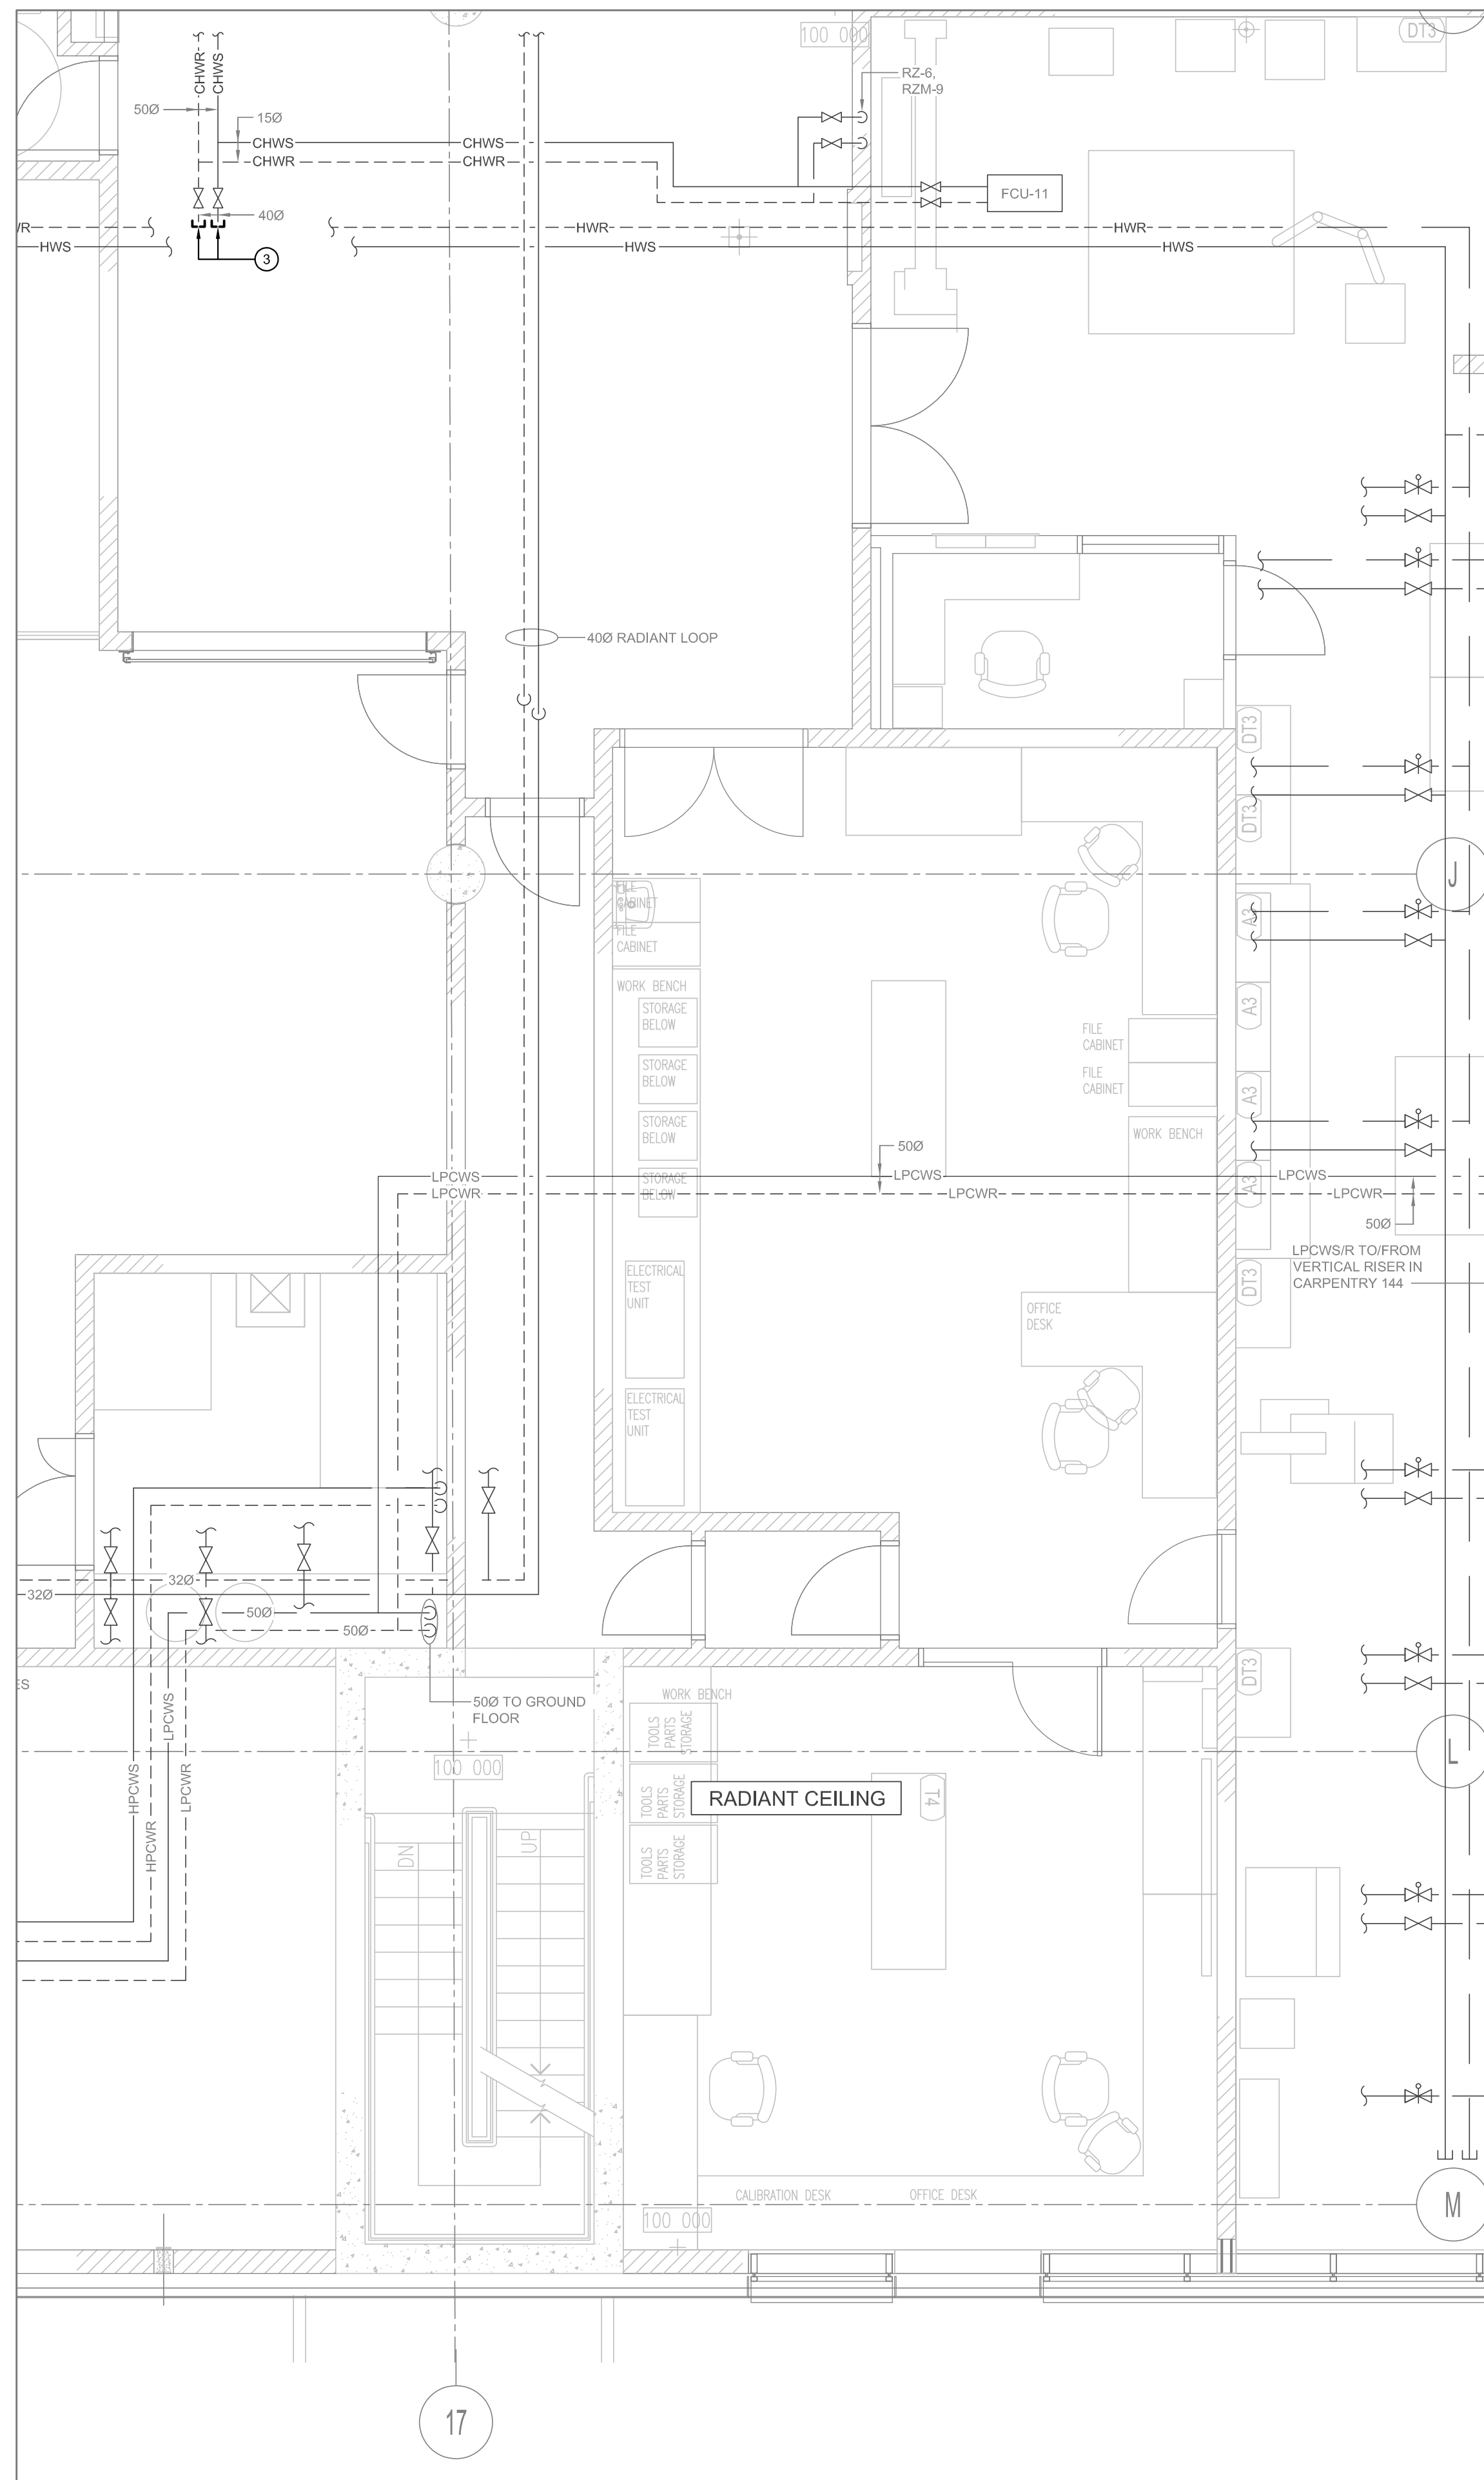 CHWR
CHWS
100 000
DT3
RZ-6,
RZM-9
50Ø
15Ø
CHWS
CHWS
CHWR
CHWR
FCU-11
40Ø
HWR
HWR
HWS
HWS
HWS
3
40Ø RADIANT LOOP
DT3
DT3
J
FILE
CABINET
FILE
CABINET
A3
WORK BENCH
STORAGE
BELOW
A3
FILE
CABINET
STORAGE
BELOW
FILE
CABINET
A3
STORAGE
BELOW
WORK BENCH
50Ø
LPCWS
STORAGE
BELOW
LPCWS
LPCWS
LPCWR
LPCWR
LPCWR
A3
50Ø
LPCWS/R TO/FROM
VERTICAL RISER IN
CARPENTRY 144
ELECTRICAL
TEST
UNIT
DT3
OFFICE
DESK
ELECTRICAL
TEST
UNIT
32Ø
32Ø
50Ø
50Ø
ES
DT3
50Ø TO GROUND
FLOOR
WORK BENCH
TOOLS
PARTS
STORAGE
LPCWS
L
100 000
HPCWS
LPCWR
TOOLS
PARTS
STORAGE
RADIANT CEILING
T4
HPCWR
DN
UP
TOOLS
PARTS
STORAGE
CALIBRATION DESK
OFFICE DESK
M
100 000
17